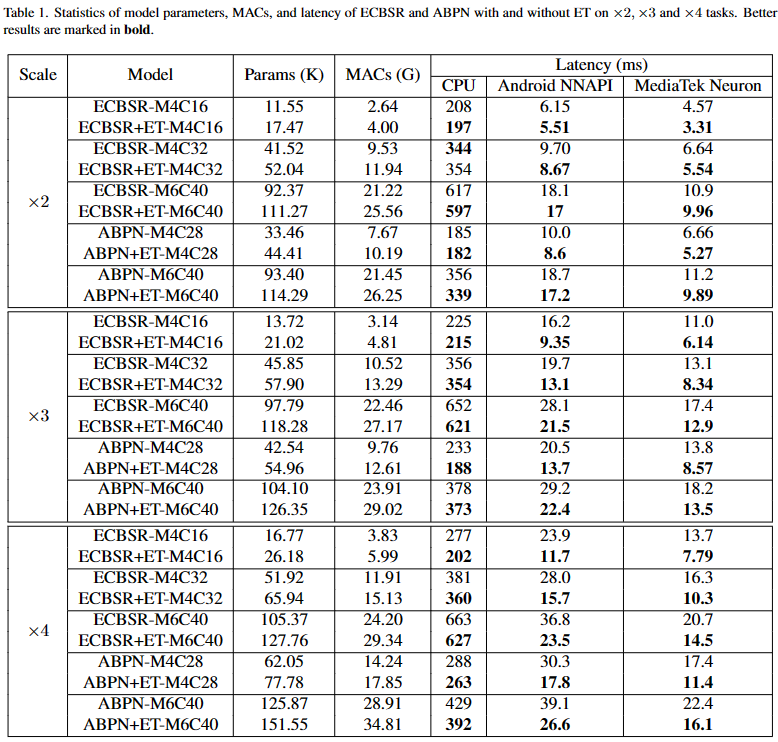 Table 1. Statistics of model parameters, MACs, and latency of ECBSR and ABPN with and without ET on ×2, ×3 and ×4 tasks. Better
results are marked in bold.
Scale Model Params (K) MACs (G) Latency (ms)
CPU Android NNAPI MediaTek Neuron
×2
ECBSR-M4C16 11.55 2.64 208 6.15 4.57
ECBSR+ET-M4C16 17.47 4.00 197 5.51 3.31
ECBSR-M4C32 41.52 9.53 344 9.70 6.64
ECBSR+ET-M4C32 52.04 11.94 354 8.67 5.54
ECBSR-M6C40 92.37 21.22 617 18.1 10.9
ECBSR+ET-M6C40 111.27 25.56 597 17 9.96
ABPN-M4C28 33.46 7.67 185 10.0 6.66
ABPN+ET-M4C28 44.41 10.19 182 8.6 5.27
ABPN-M6C40 93.40 21.45 356 18.7 11.2
ABPN+ET-M6C40 114.29 26.25 339 17.2 9.89
×3
ECBSR-M4C16 13.72 3.14 225 16.2 11.0
ECBSR+ET-M4C16 21.02 4.81 215 9.35 6.14
ECBSR-M4C32 45.85 10.52 356 19.7 13.1
ECBSR+ET-M4C32 57.90 13.29 354 13.1 8.34
ECBSR-M6C40 97.79 22.46 652 28.1 17.4
ECBSR+ET-M6C40 118.28 27.17 621 21.5 12.9
ABPN-M4C28 42.54 9.76 233 20.5 13.8
ABPN+ET-M4C28 54.96 12.61 188 13.7 8.57
ABPN-M6C40 104.10 23.91 378 29.2 18.2
ABPN+ET-M6C40 126.35 29.02 373 22.4 13.5
×4
ECBSR-M4C16 16.77 3.83 277 23.9 13.7
ECBSR+ET-M4C16 26.18 5.99 202 11.7 7.79
ECBSR-M4C32 51.92 11.91 381 28.0 16.3
ECBSR+ET-M4C32 65.94 15.13 360 15.7 10.3
ECBSR-M6C40 105.37 24.20 663 36.8 20.7
ECBSR+ET-M6C40 127.76 29.34 627 23.5 14.5
ABPN-M4C28 62.05 14.24 288 30.3 17.4
ABPN+ET-M4C28 77.78 17.85 263 17.8 11.4
ABPN-M6C40 125.87 28.91 429 39.1 22.4
ABPN+ET-M6C40 151.55 34.81 392 26.6 16.1